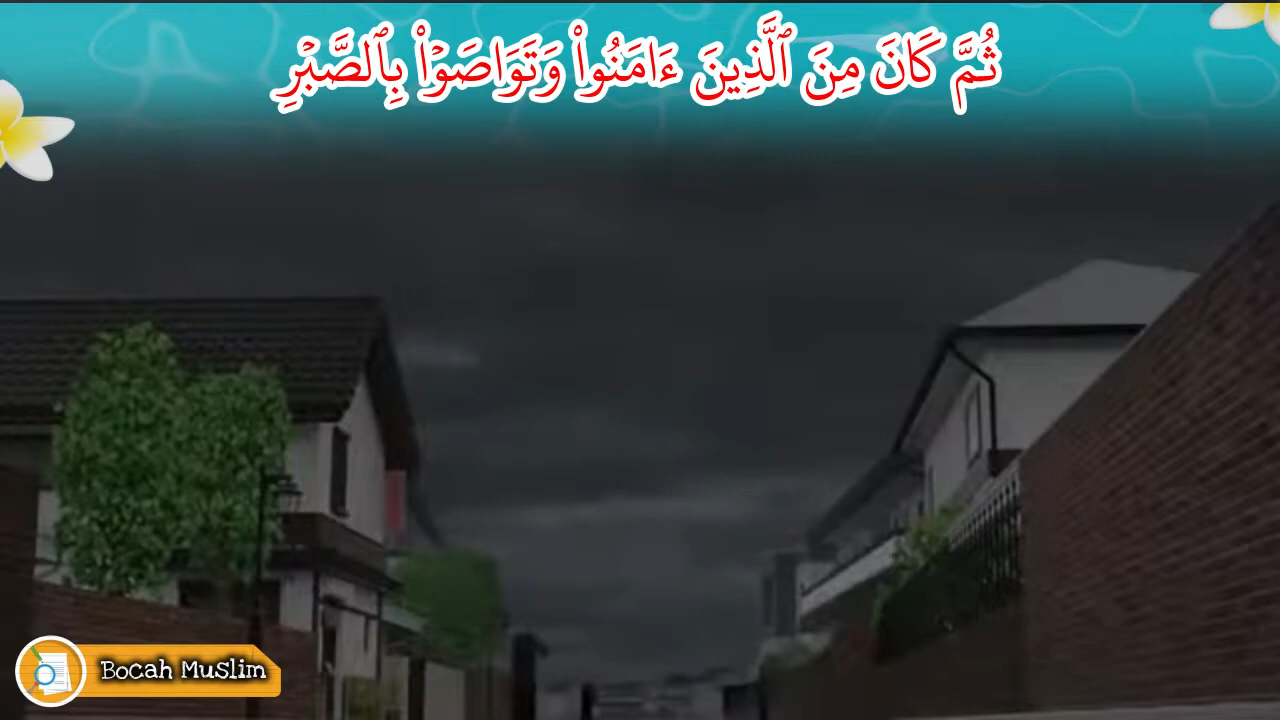 ثُمَّ كَانَ مِنَ ٱلَّذِينَ ءَامَنُواْ وَتَوَاصَوۡاْ بِٱلصَّبۡرِ
Bocah Muslim